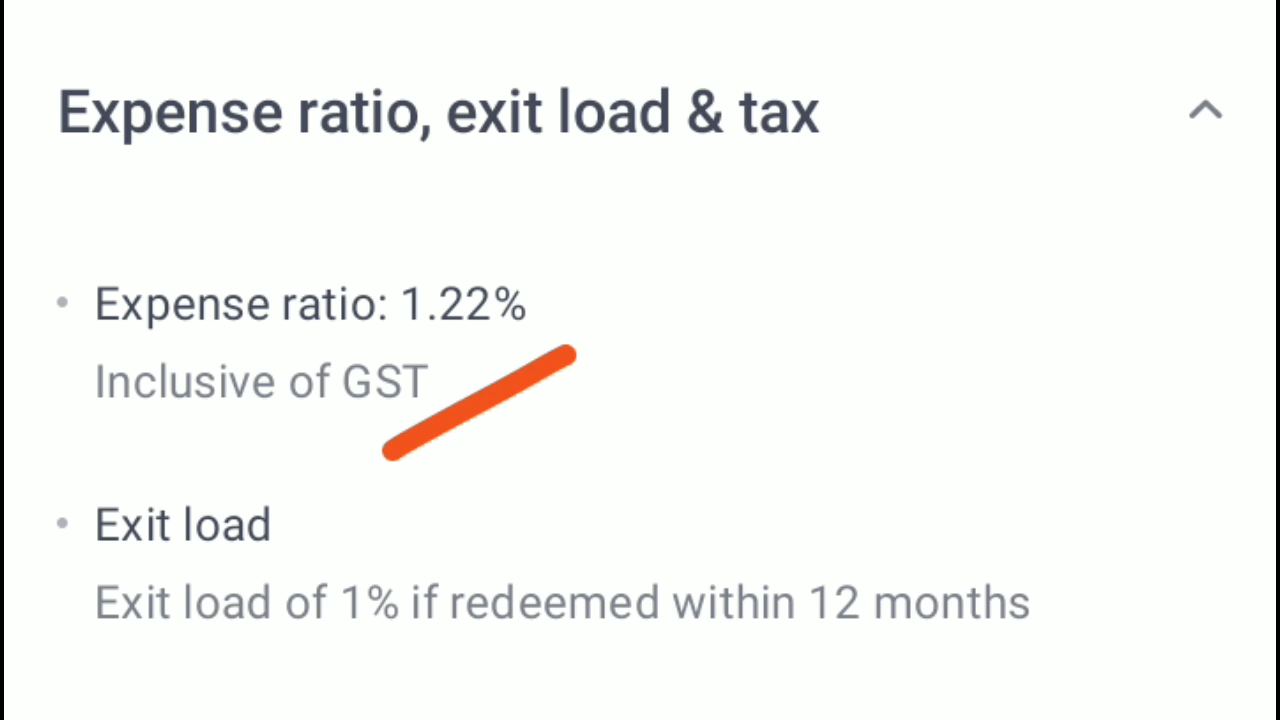 Expense ratio, exit load & tax
Expense ratio: 1.22%
Inclusive of GST
Exit load
Exit load of 1% if redeemed within 12 months